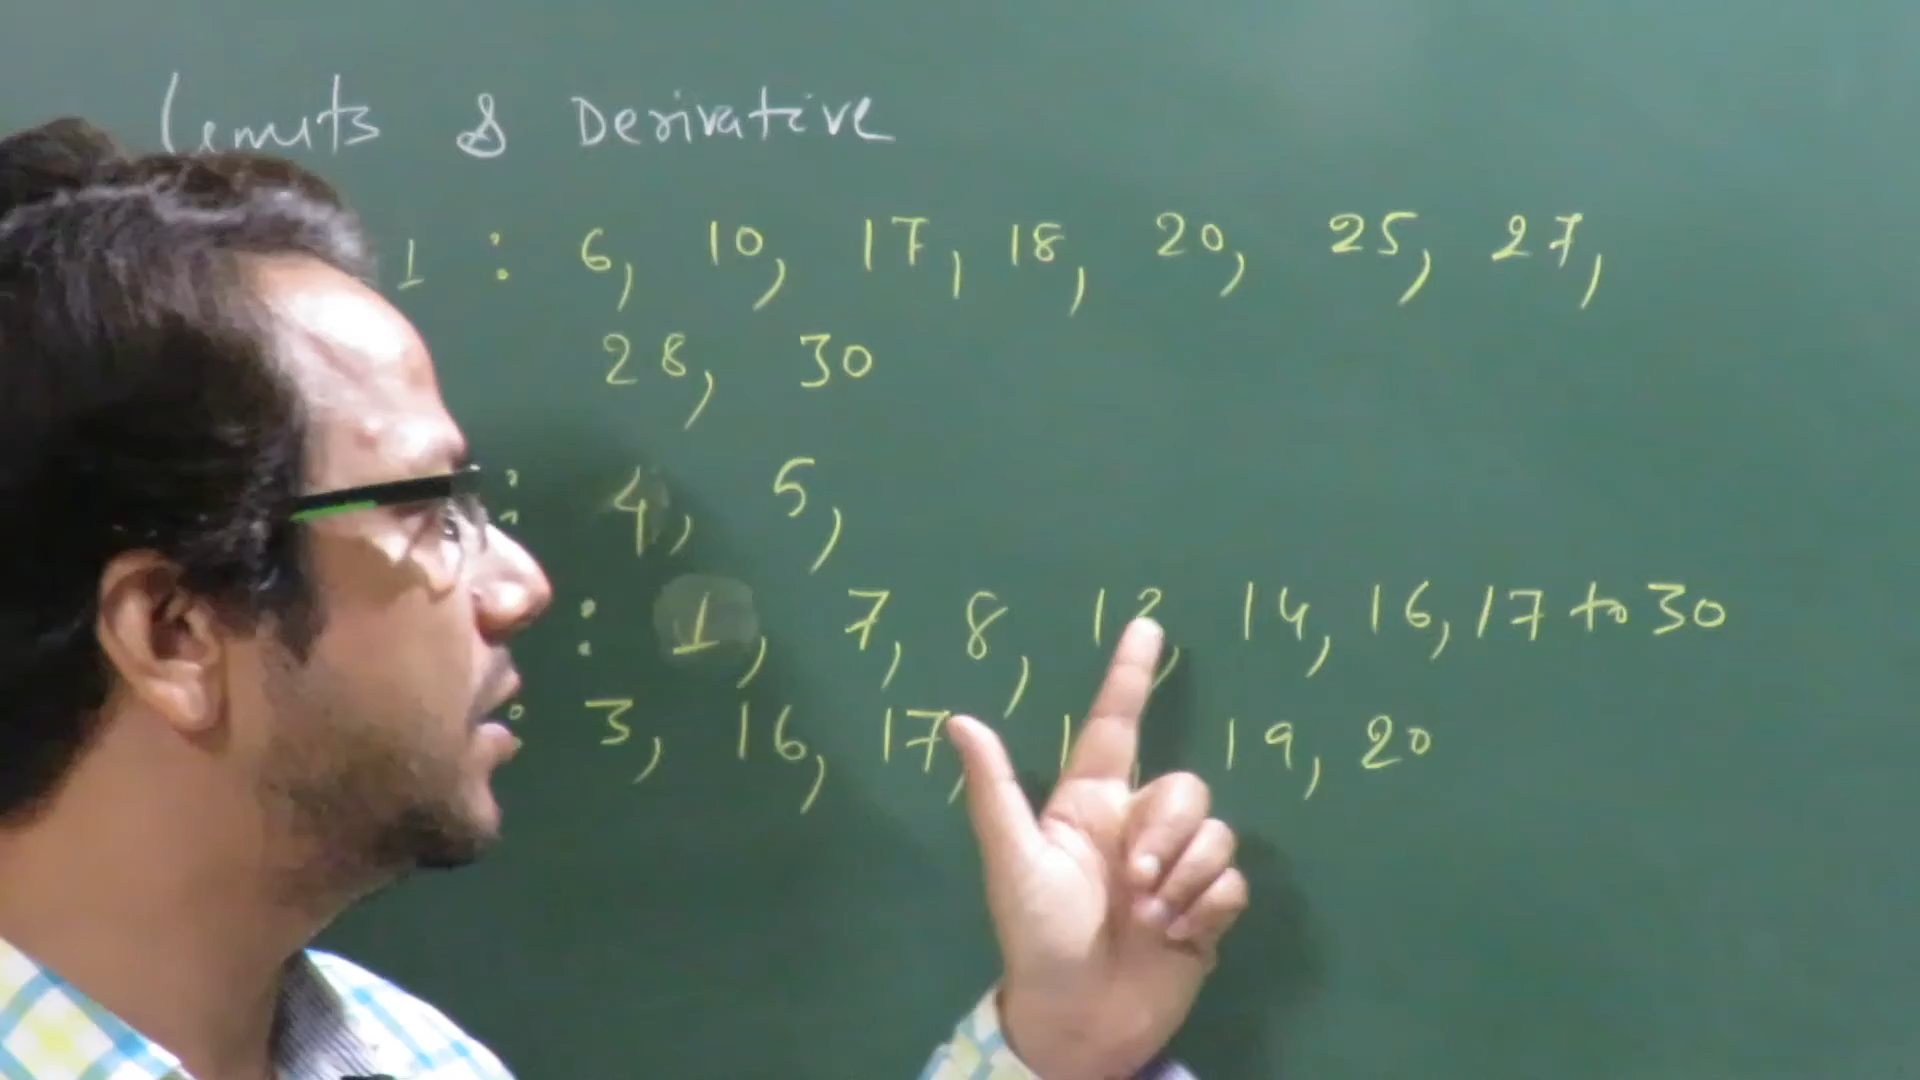 Limits & Derivative
1 : 6, 10, 17, 18, 20, 25, 27,
28, 30
: 4, 5,
: 1, 7, 8, 14, 16, 17 to 30
: 3, 16, 17, 19, 20